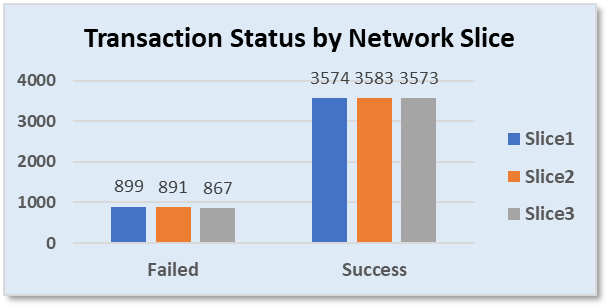 Transaction Status by Network Slice
4000
3000
2000
1000
0
899 891 867
3574 3583 3573
Failed Success
Slice1
Slice2
Slice3